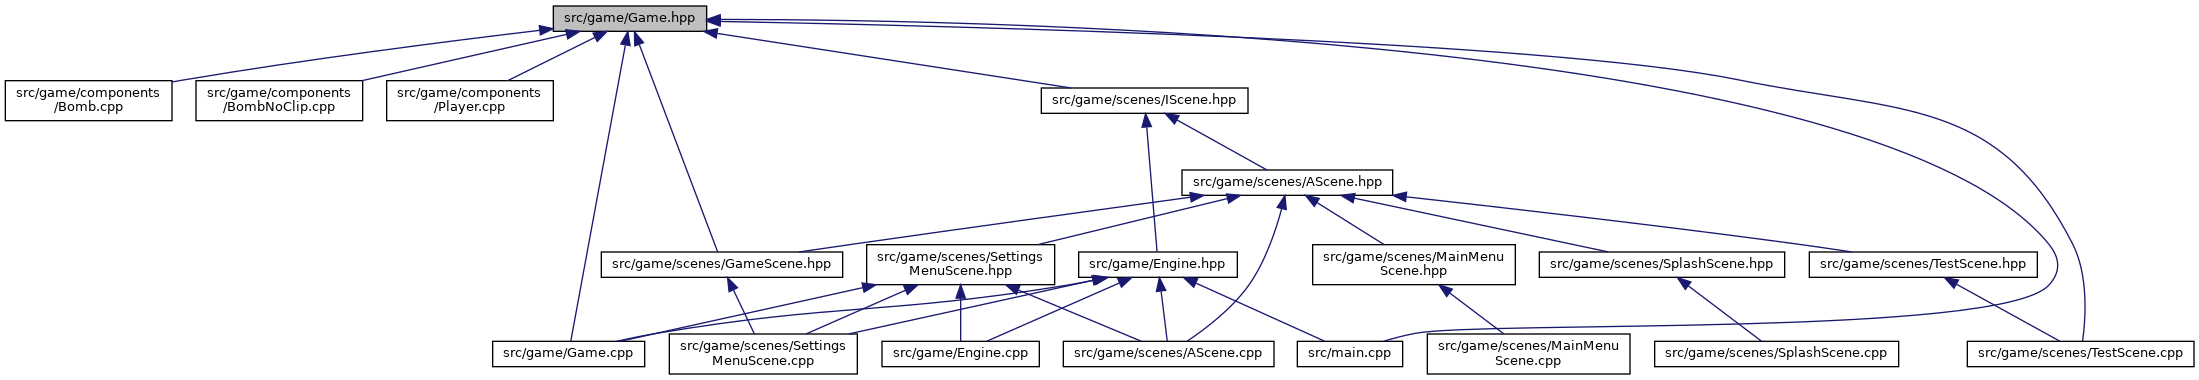 src/game/Game.hpp
src/game/components
/Bomb.cpp
src/game/components
/BombNoClip.cpp
src/game/components
/Player.cpp
src/game/scenes/IScene.hpp
src/game/scenes/AScene.hpp
src/game/scenes/GameScene.hpp
src/game/scenes/Settings
MenuScene.hpp
src/game/Engine.hpp
src/game/scenes/MainMenu
Scene.hpp
src/game/scenes/SplashScene.hpp
src/game/scenes/TestScene.hpp
src/game/Game.cpp
src/game/scenes/Settings
MenuScene.cpp
src/game/Engine.cpp
src/game/scenes/AScene.cpp
src/main.cpp
src/game/scenes/MainMenu
Scene.cpp
src/game/scenes/SplashScene.cpp
src/game/scenes/TestScene.cpp